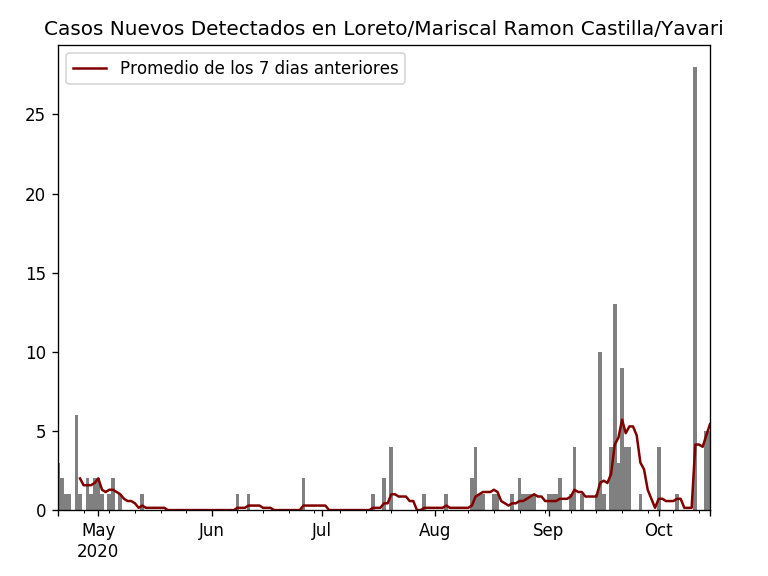 Casos Nuevos Detectados en Loreto/Mariscal Ramon Castilla/Yavari
Promedio de los 7 dias anteriores
25
20
15
10
5
0
May Jun Jul Aug Sep Oct
2020